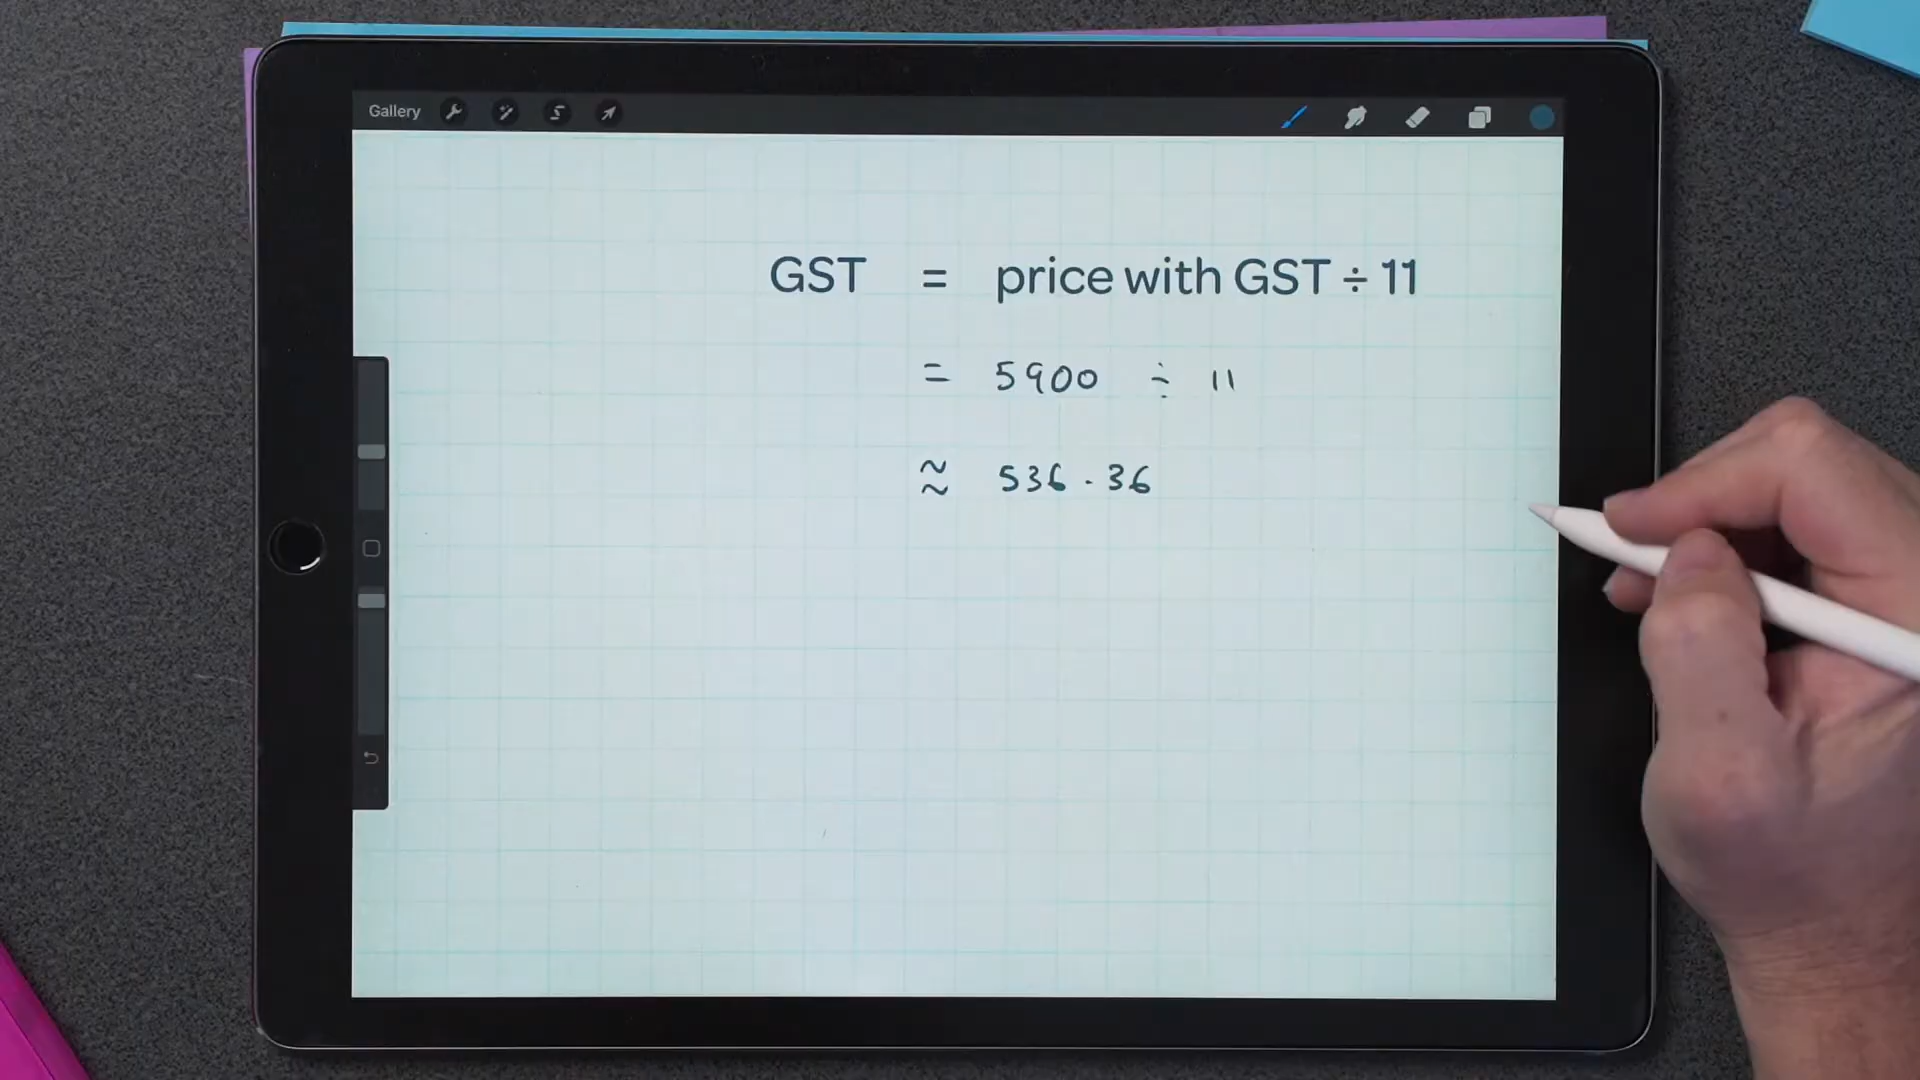 Gallery
GST = price with GST ÷ 11
= 5900 ÷ 11
≈ 536.36